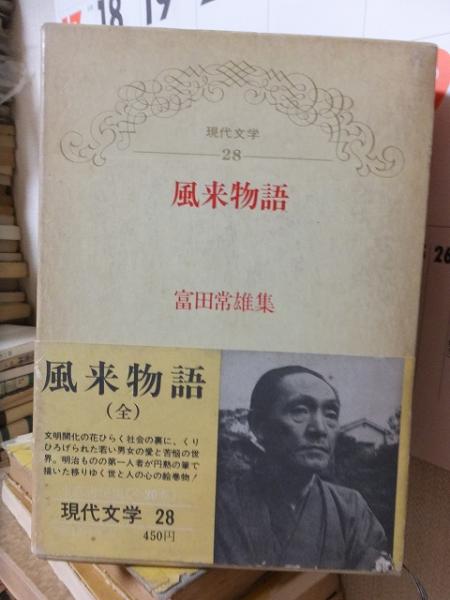 18 19
現代文学
28
風来物語
富田常雄集
26
風来物語
(全)
文明開化の花ひらく社会の裏に、くり
ひろげられた若い男女の愛と苦悩の世
界。明治ものの第一人者が円熟の筆で
描いた移りゆく世と人の心の絵巻物!
現代文学 28
450円